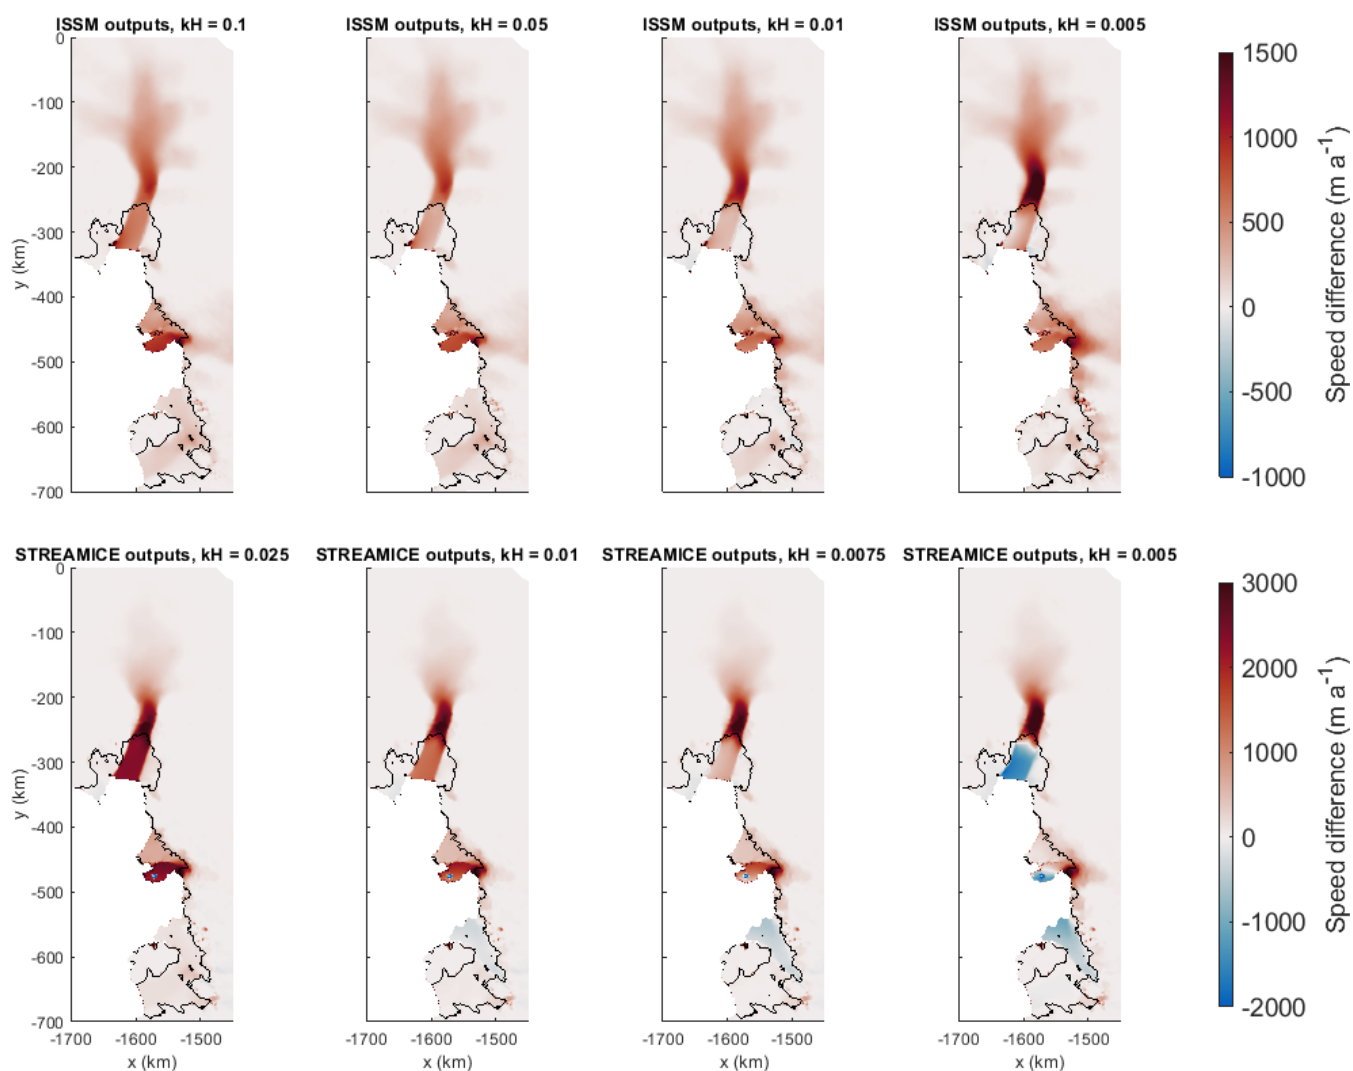 ISSM outputs, kH = 0.1
ISSM outputs, kH = 0.05
ISSM outputs, kH = 0.01
ISSM outputs, kH = 0.005
0
-100
-200
-300
-400
-500
-600
-700
y (km)
1500
1000
500
0
-500
-1000
Speed difference (m a⁻¹)
STREAMICE outputs, kH = 0.025
STREAMICE outputs, kH = 0.01
STREAMICE outputs, kH = 0.0075
STREAMICE outputs, kH = 0.005
0
-100
-200
-300
-400
-500
-600
-700
y (km)
-1700 -1600 -1500
x (km)
-1700 -1600 -1500
x (km)
-1700 -1600 -1500
x (km)
-1700 -1600 -1500
x (km)
3000
2000
1000
0
-1000
-2000
Speed difference (m a⁻¹)